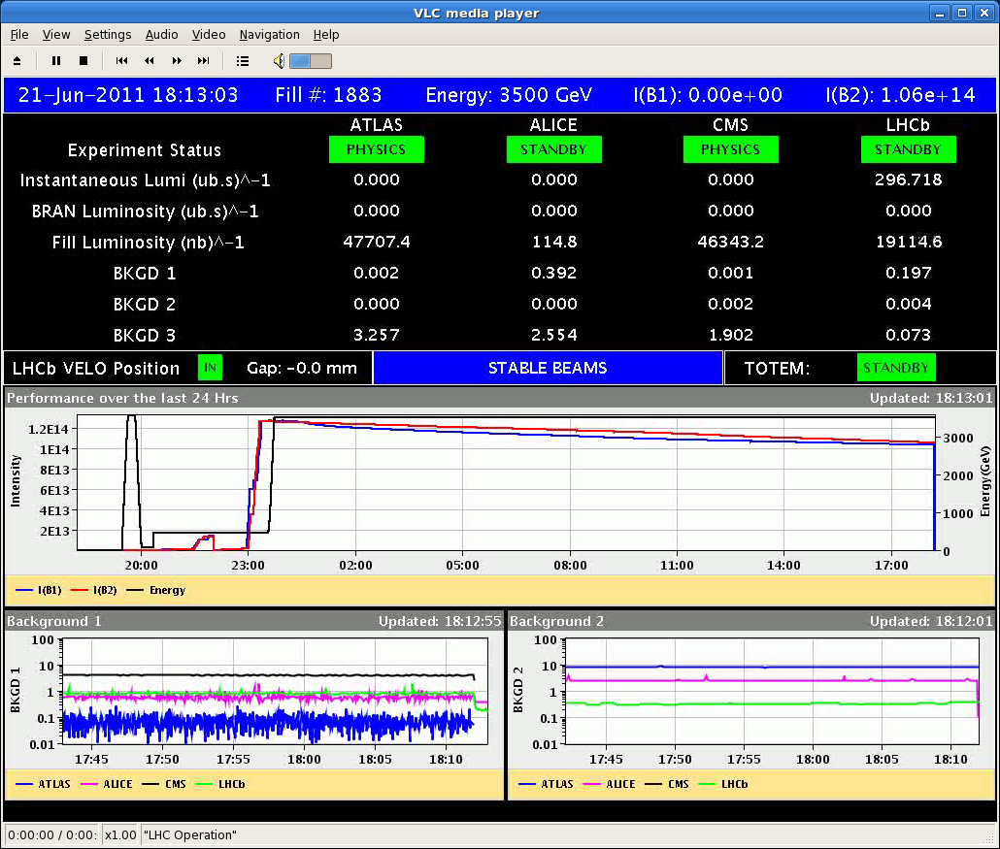 VLC media player
File View Settings Audio Video Navigation Help
21-Jun-2011 18:13:03 Fill #: 1883 Energy: 3500 GeV I(B1): 0.00e+00 I(B2): 1.06e+14
ATLAS ALICE CMS LHCb
Experiment Status PHYSICS STANDBY PHYSICS STANDBY
Instantaneous Lumi (ub.s)^-1 0.000 0.000 0.000 296.718
BRAN Luminosity (ub.s)^-1 0.000 0.000 0.000 0.000
Fill Luminosity (nb)^-1 47707.4 114.8 46343.2 19114.6
BKGD 1 0.002 0.392 0.001 0.197
BKGD 2 0.000 0.000 0.002 0.004
BKGD 3 3.257 2.554 1.902 0.073
LHCb VELO Position IN Gap: -0.0 mm STABLE BEAMS TOTEM: STANDBY
Performance over the last 24 Hrs Updated: 18:13:01
Intensity
1.2E14
1E14
8E13
6E13
4E13
2E13
3000
2000
1000
0
Energy(GeV)
20:00 23:00 02:00 05:00 08:00 11:00 14:00 17:00
I(B1) I(B2) Energy
Background 1 Updated: 18:12:55
BKGD 1
100
10
1
0.1
0.01
17:45 17:50 17:55 18:00 18:05 18:10
ATLAS ALICE CMS LHCb
Background 2 Updated: 18:12:01
BKGD 2
100
10
1
0.1
0.01
17:45 17:50 17:55 18:00 18:05 18:10
ATLAS ALICE CMS LHCb
0:00:00 / 0:00: x1.00 "LHC Operation"